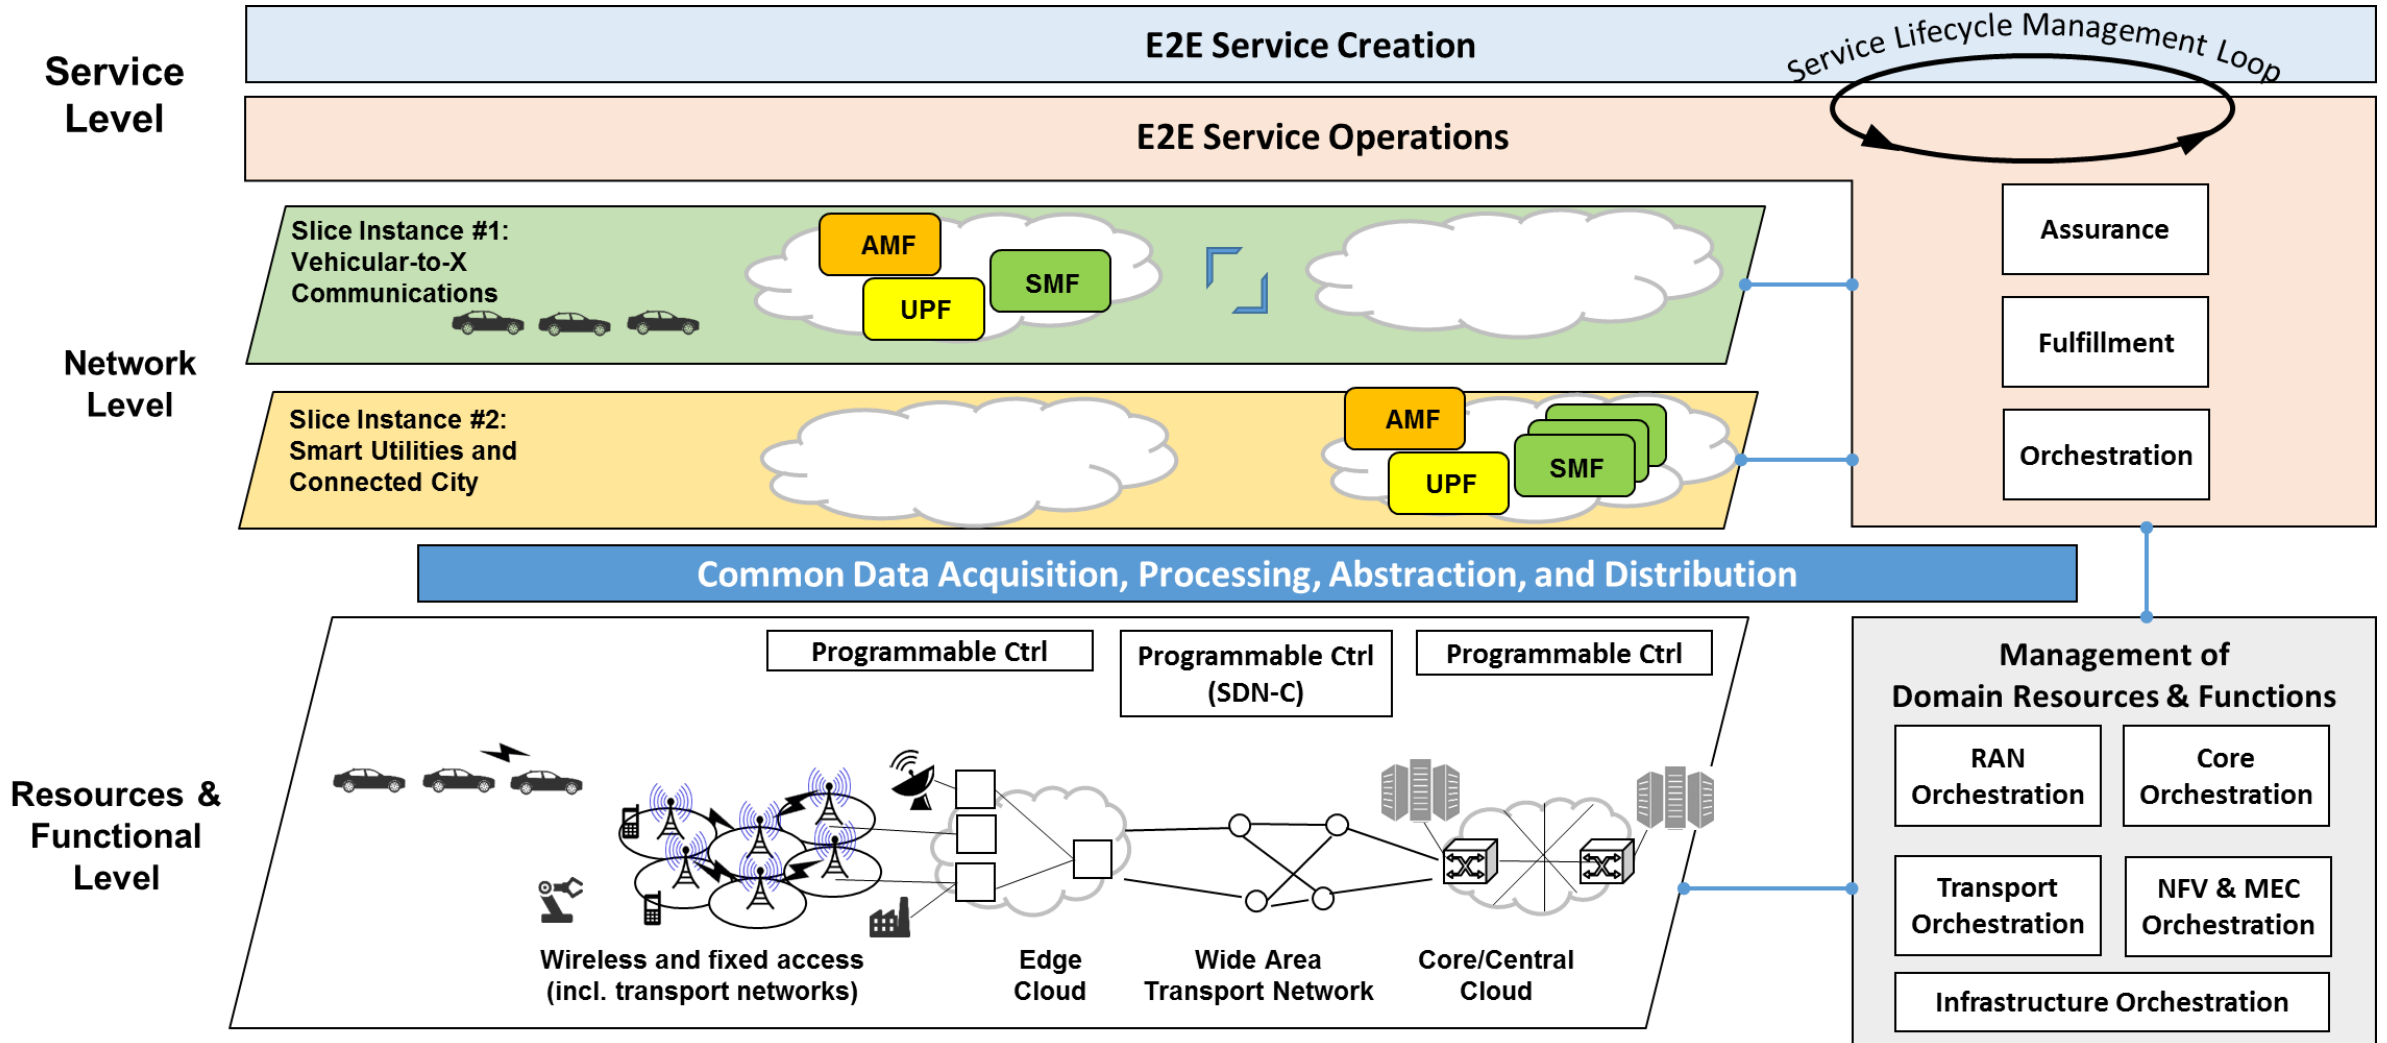 Service
Level
E2E Service Creation
Service Lifecycle Management Loop
E2E Service Operations
Network
Level
Slice Instance #1:
Vehicular-to-X
Communications
AMF
UPF
SMF
Slice Instance #2:
Smart Utilities and
Connected City
AMF
UPF
SMF
Assurance
Fulfillment
Orchestration
Common Data Acquisition, Processing, Abstraction, and Distribution
Resources &
Functional
Level
Programmable Ctrl
Programmable Ctrl
(SDN-C)
Programmable Ctrl
Wireless and fixed access
(incl. transport networks)
Edge
Cloud
Wide Area
Transport Network
Core/Central
Cloud
Management of
Domain Resources & Functions
RAN
Orchestration
Core
Orchestration
Transport
Orchestration
NFV & MEC
Orchestration
Infrastructure Orchestration